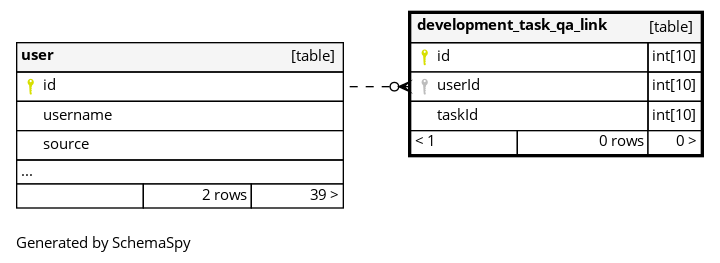 user [table]
id
username
source
...
2 rows 39 >
development_task_qa_link [table]
id int[10]
userId int[10]
taskId int[10]
< 1 0 rows 0 >
Generated by SchemaSpy